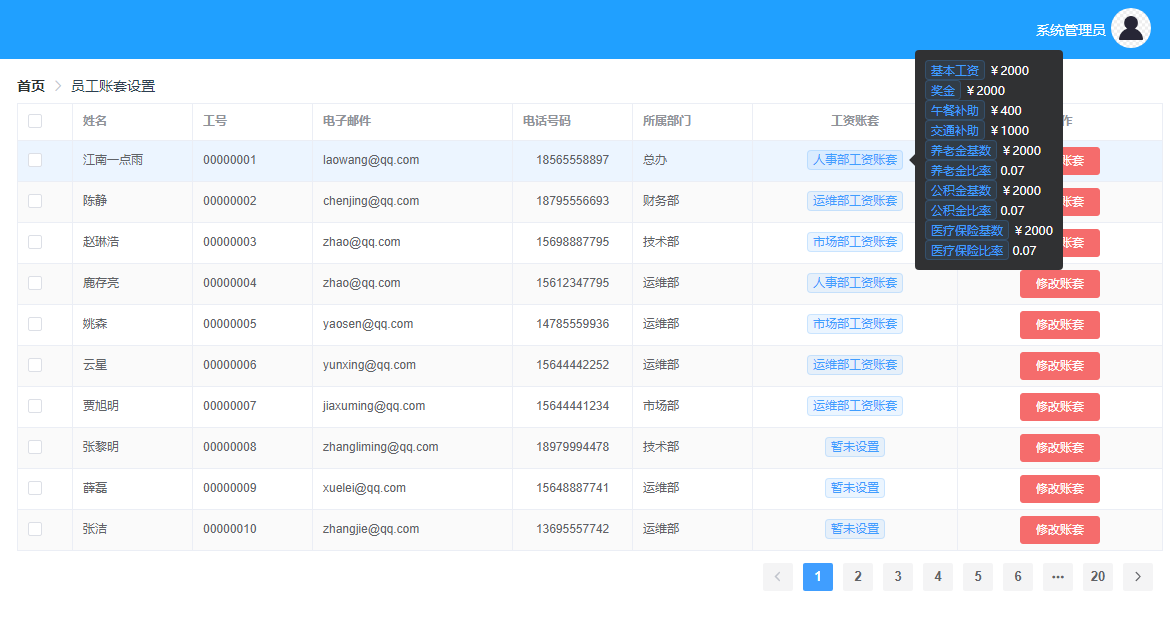 系统管理员
首页 员工账套设置
姓名 工号 电子邮件 电话号码 所属部门 工资账套 作
江南一点雨 00000001 laowang@qq.com 18565558897 总办 人事部工资账套 账套
陈静 00000002 chenjing@qq.com 18795556693 财务部 运维部工资账套 账套
赵琳浩 00000003 zhao@qq.com 15698887795 技术部 市场部工资账套 账套
鹿存亮 00000004 zhao@qq.com 15612347795 运维部 人事部工资账套 修改账套
姚森 00000005 yaosen@qq.com 14785559936 运维部 市场部工资账套 修改账套
云星 00000006 yunxing@qq.com 15644442252 运维部 运维部工资账套 修改账套
贾旭明 00000007 jiaxuming@qq.com 15644441234 市场部 运维部工资账套 修改账套
张黎明 00000008 zhangliming@qq.com 18979994478 技术部 暂未设置 修改账套
薛磊 00000009 xuelei@qq.com 15648887741 运维部 暂未设置 修改账套
张洁 00000010 zhangjie@qq.com 13695557742 运维部 暂未设置 修改账套
基本工资 ￥2000
奖金 ￥2000
午餐补助 ￥400
交通补助 ￥1000
养老金基数 ￥2000
养老金比率 0.07
公积金基数 ￥2000
公积金比率 0.07
医疗保险基数 ￥2000
医疗保险比率 0.07
1 2 3 4 5 6 ••• 20